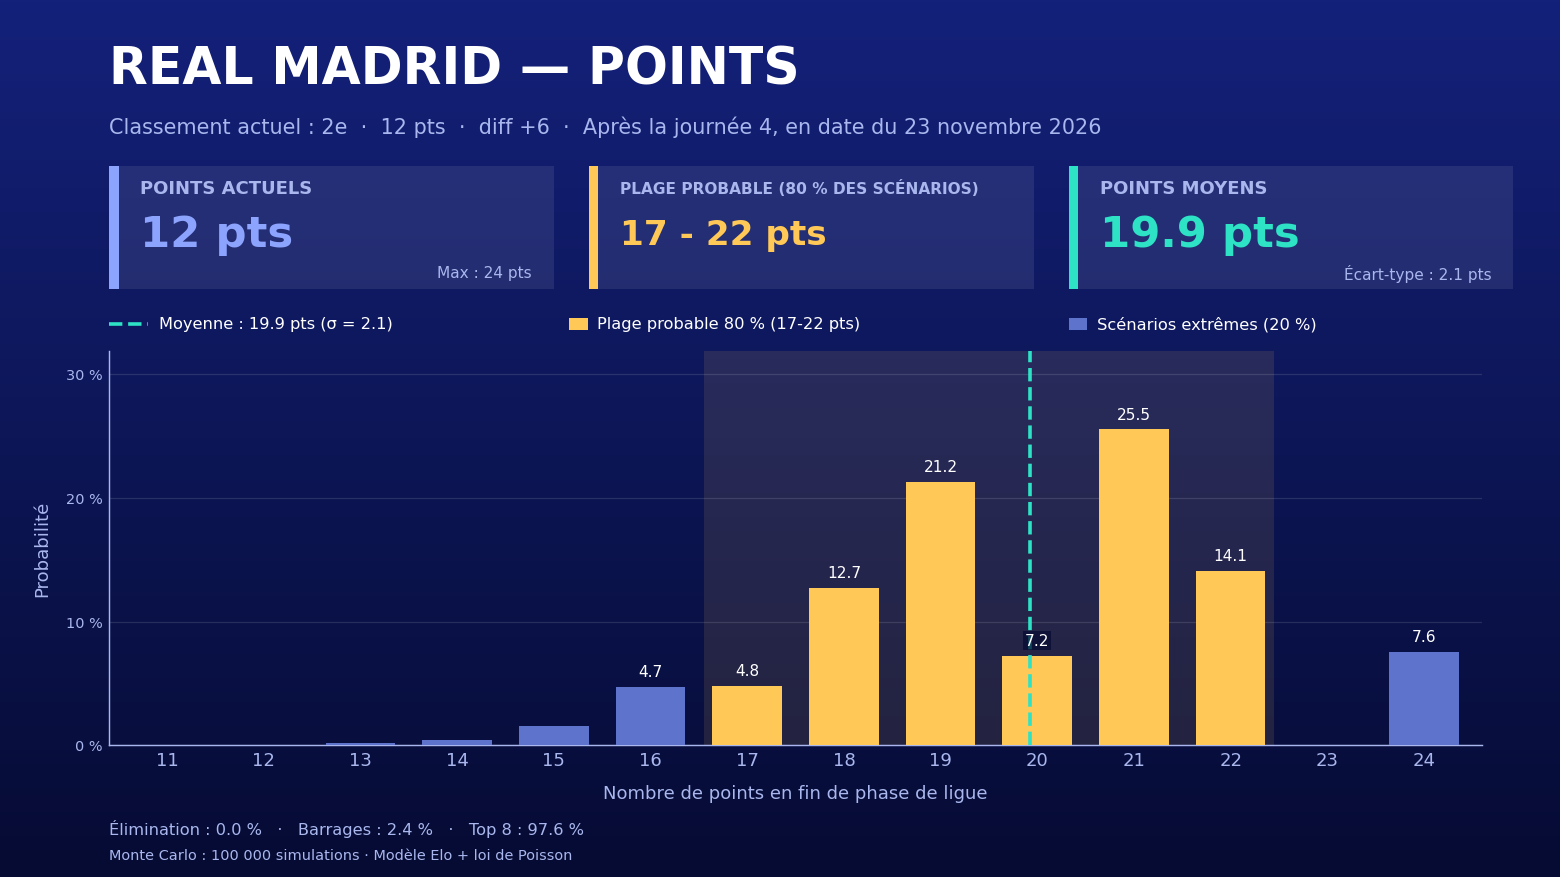 REAL MADRID — POINTS
Classement actuel : 2e · 12 pts · diff +6 · Après la journée 4, en date du 23 novembre 2026
POINTS ACTUELS
12 pts
Max : 24 pts
PLAGE PROBABLE (80 % DES SCÉNARIOS)
17 - 22 pts
POINTS MOYENS
19.9 pts
Écart-type : 2.1 pts
Moyenne : 19.9 pts (σ = 2.1)
Plage probable 80 % (17-22 pts)
Scénarios extrêmes (20 %)
Probabilité
30 %
20 %
10 %
0 %
4.7
4.8
12.7
21.2
7.2
25.5
14.1
7.6
11 12 13 14 15 16 17 18 19 20 21 22 23 24
Nombre de points en fin de phase de ligue
Élimination : 0.0 % · Barrages : 2.4 % · Top 8 : 97.6 %
Monte Carlo : 100 000 simulations · Modèle Elo + loi de Poisson